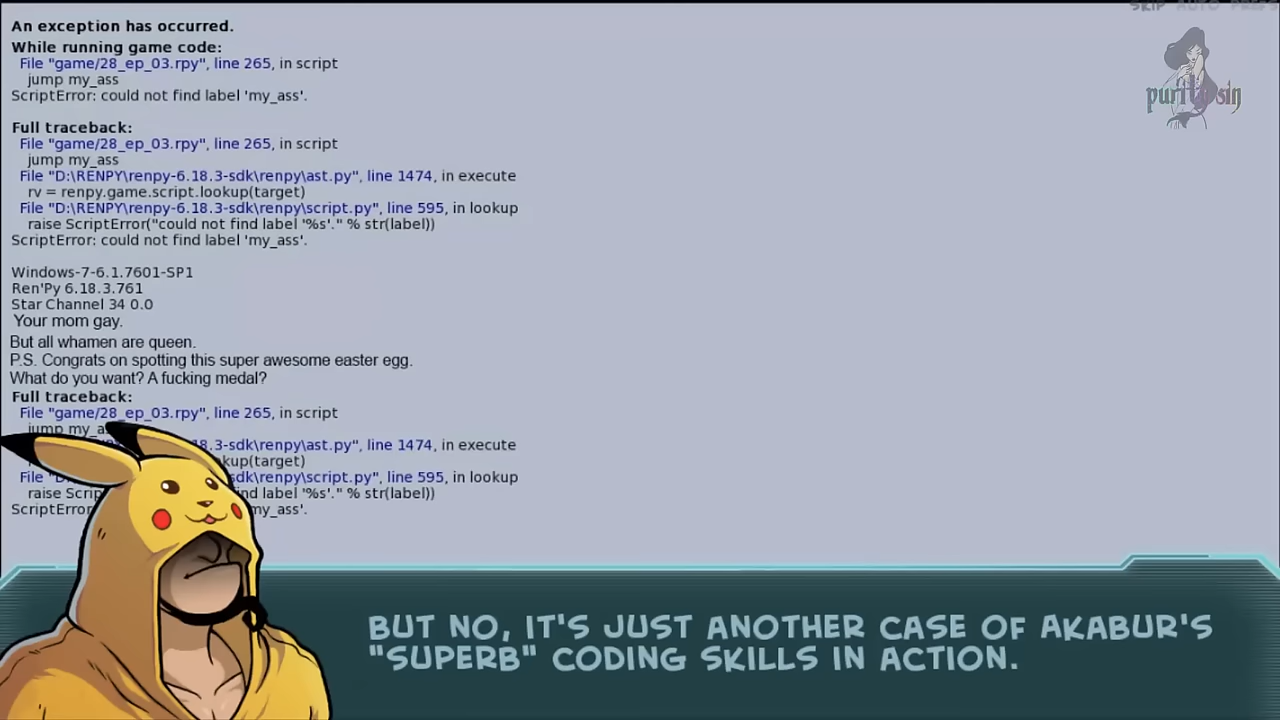 SKIP AUTO PREFS
An exception has occurred.
While running game code:
File "game/28_ep_03.rpy", line 265, in script
jump my_ass
ScriptError: could not find label 'my_ass'.
Full traceback:
File "game/28_ep_03.rpy", line 265, in script
jump my_ass
File "D:\RENPY\renpy-6.18.3-sdk\renpy\ast.py", line 1474, in execute
rv = renpy.game.script.lookup(target)
File "D:\RENPY\renpy-6.18.3-sdk\renpy\script.py", line 595, in lookup
raise ScriptError("could not find label '%s'." % str(label))
ScriptError: could not find label 'my_ass'.
Windows-7-6.1.7601-SP1
Ren'Py 6.18.3.761
Star Channel 34 0.0
Your mom gay.
But all whamen are queen.
P.S. Congrats on spotting this super awesome easter egg.
What do you want? A fucking medal?
Full traceback:
File "game/28_ep_03.rpy", line 265, in script
jump my_as
.18.3-sdk\renpy\ast.py", line 1474, in execute
kup(target)
File "D: sdk\renpy\script.py", line 595, in lookup
raise Scrip nd label '%s'." % str(label))
ScriptError my_ass'.
BUT NO, IT'S JUST ANOTHER CASE OF AKABUR'S
"SUPERB" CODING SKILLS IN ACTION.